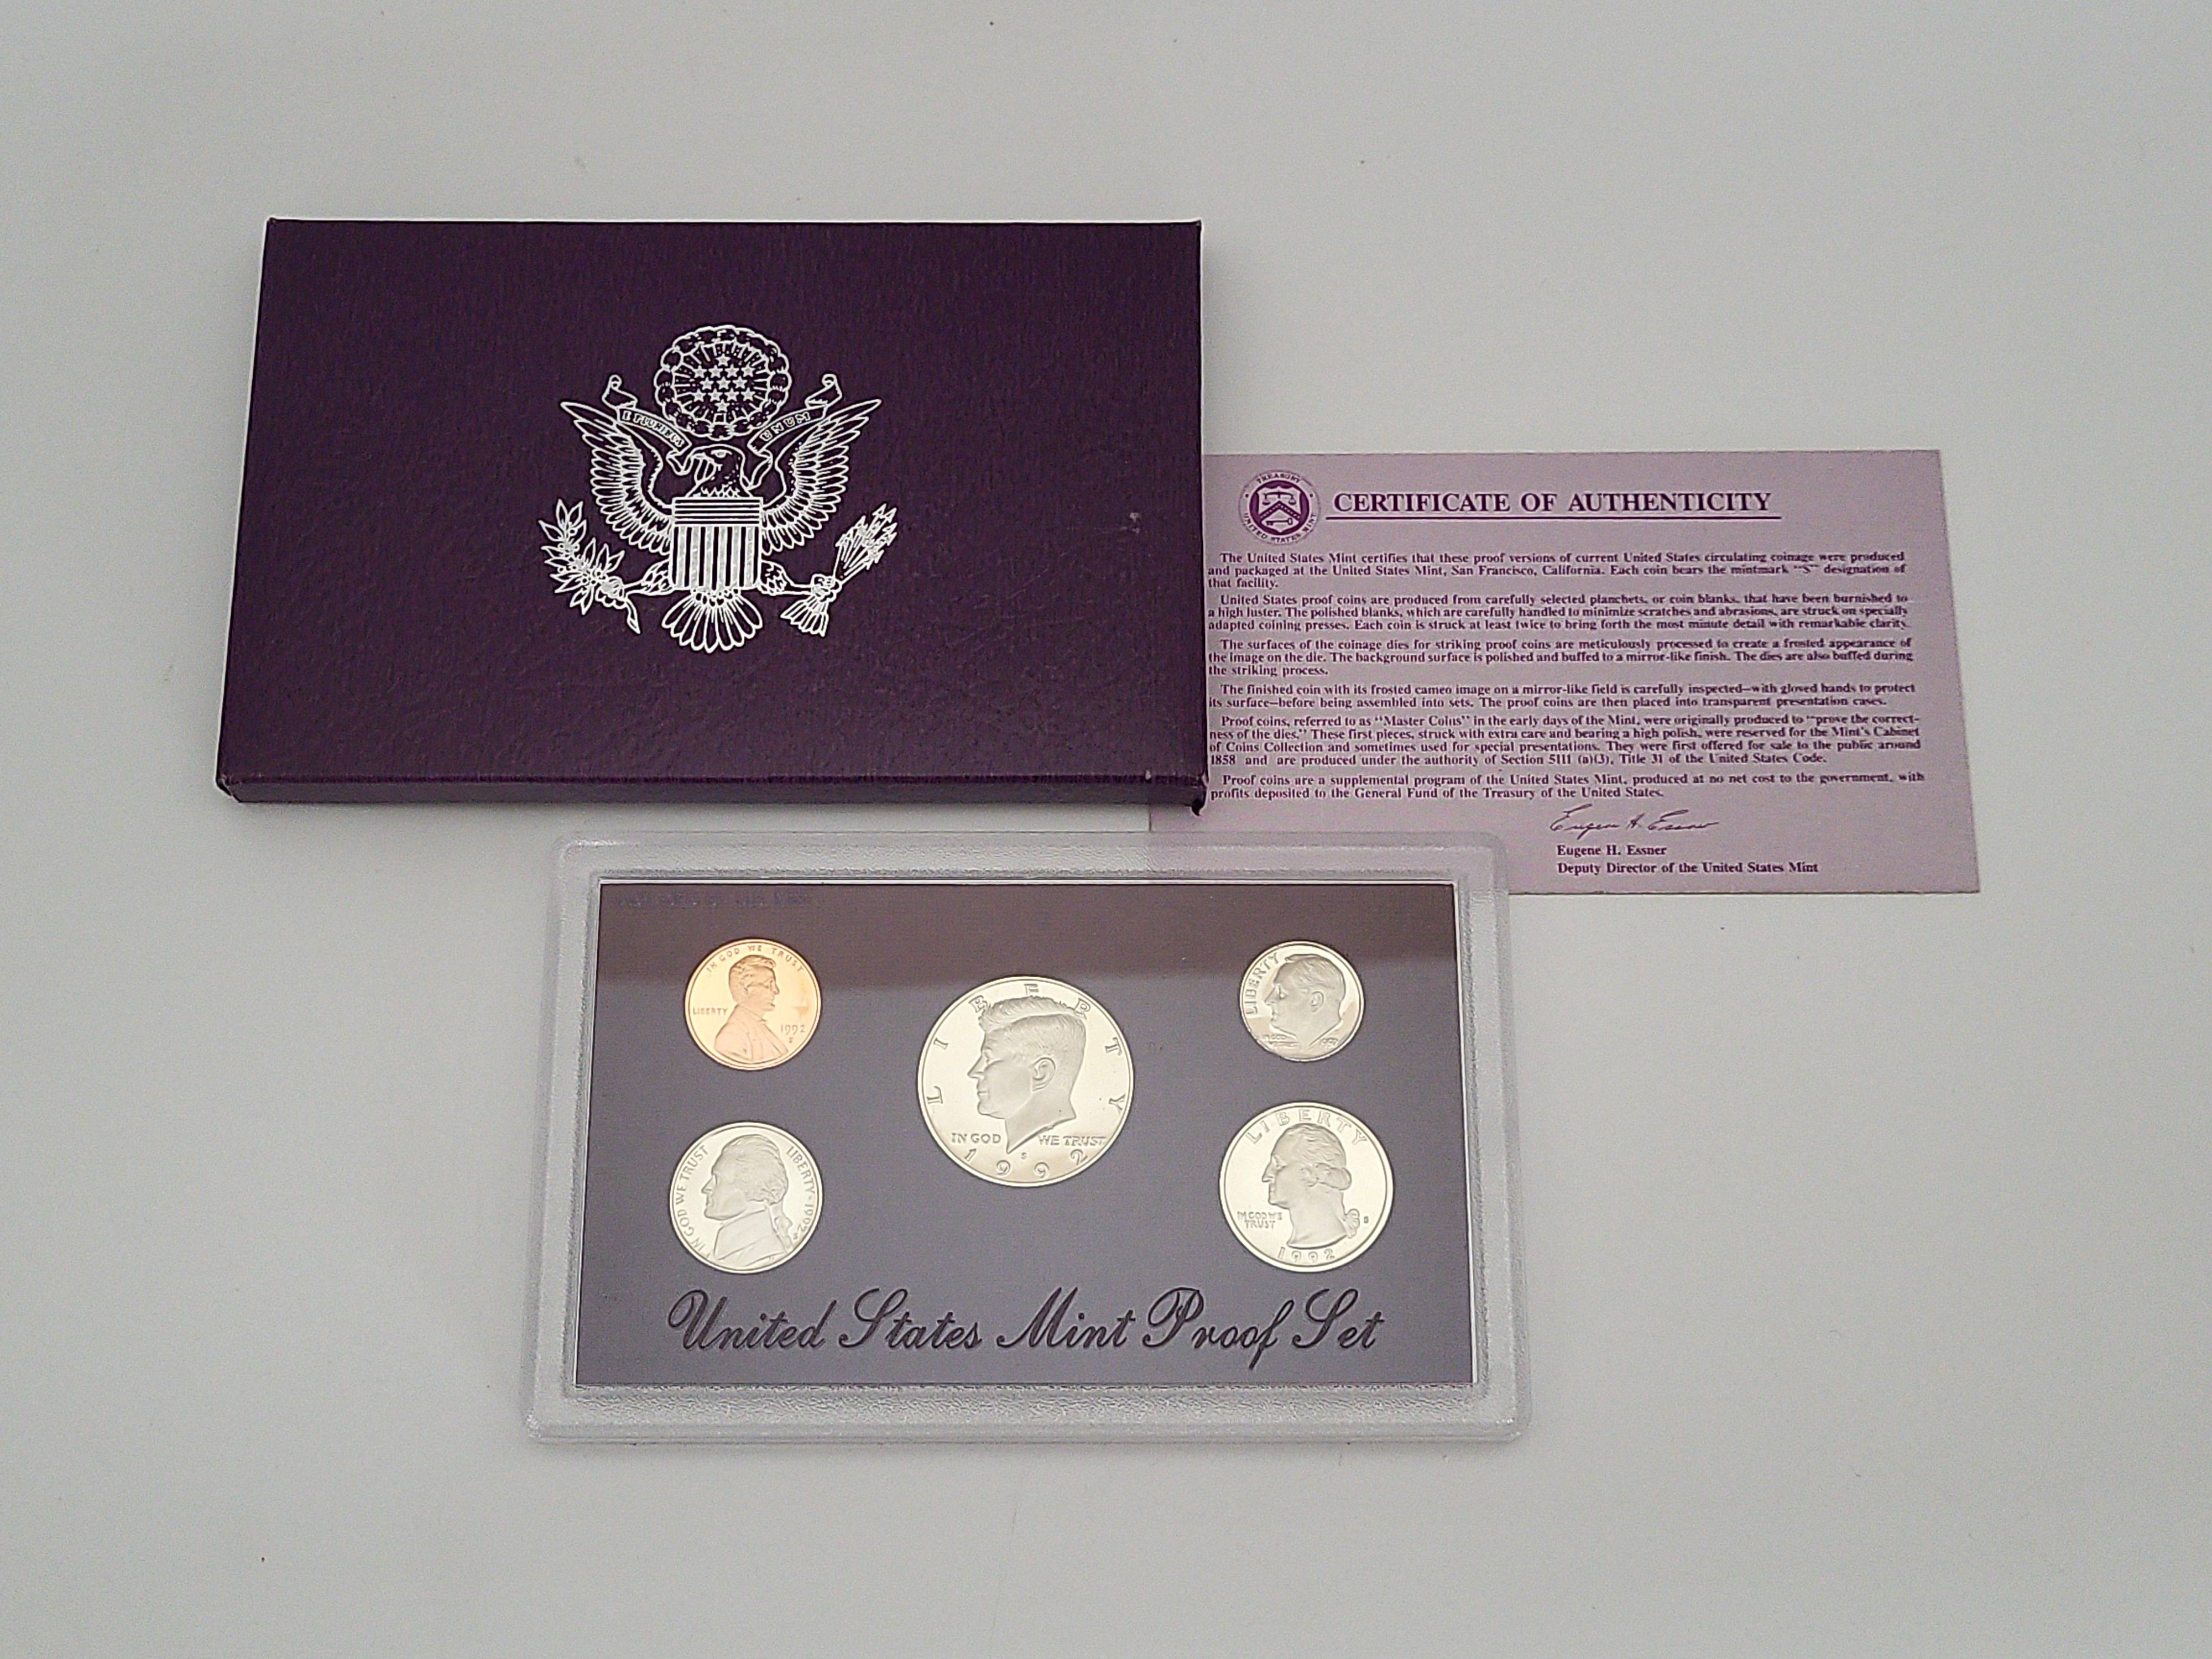 E PLURIBUS UNUM
TREASURY
UNITED STATES MINT
CERTIFICATE OF AUTHENTICITY
The United States Mint certifies that these proof versions of current United States circulating coinage were produced
and packaged at the United States Mint, San Francisco, California. Each coin bears the mintmark "S" designation of
that facility.
United States proof coins are produced from carefully selected planchets, or coin blanks, that have been burnished to
a high luster. The polished blanks, which are carefully handled to minimize scratches and abrasions, are struck on specially
adapted coining presses. Each coin is struck at least twice to bring forth the most minute detail with remarkable clarity.
The surfaces of the coinage dies for striking proof coins are meticulously processed to create a frosted appearance of
the image on the die. The background surface is polished and buffed to a mirror-like finish. The dies are also buffed during
the striking process.
The finished coin with its frosted cameo image on a mirror-like field is carefully inspected—with gloved hands to protect
its surface—before being assembled into sets. The proof coins are then placed into transparent presentation cases.
Proof coins, referred to as "Master Coins" in the early days of the Mint, were originally produced to "prove the correct-
ness of the dies." These first pieces, struck with extra care and bearing a high polish, were reserved for the Mint's Cabinet
of Coins Collection and sometimes used for special presentations. They were first offered for sale to the public around
1858 and are produced under the authority of Section 5111 (a)(3), Title 31 of the United States Code.
Proof coins are a supplemental program of the United States Mint, produced at no net cost to the government, with
profits deposited to the General Fund of the Treasury of the United States.
Eugene H. Essner
Eugene H. Essner
Deputy Director of the United States Mint
IN GOD WE TRUST
LIBERTY
1992
S
LIBERTY
IN GOD WE TRUST
S
1992
LIBERTY
IN GOD
WE TRUST
IN GOD WE TRUST
LIBERTY 1992
LIBERTY
IN GOD WE
TRUST
S
1992
United States Mint Proof Set